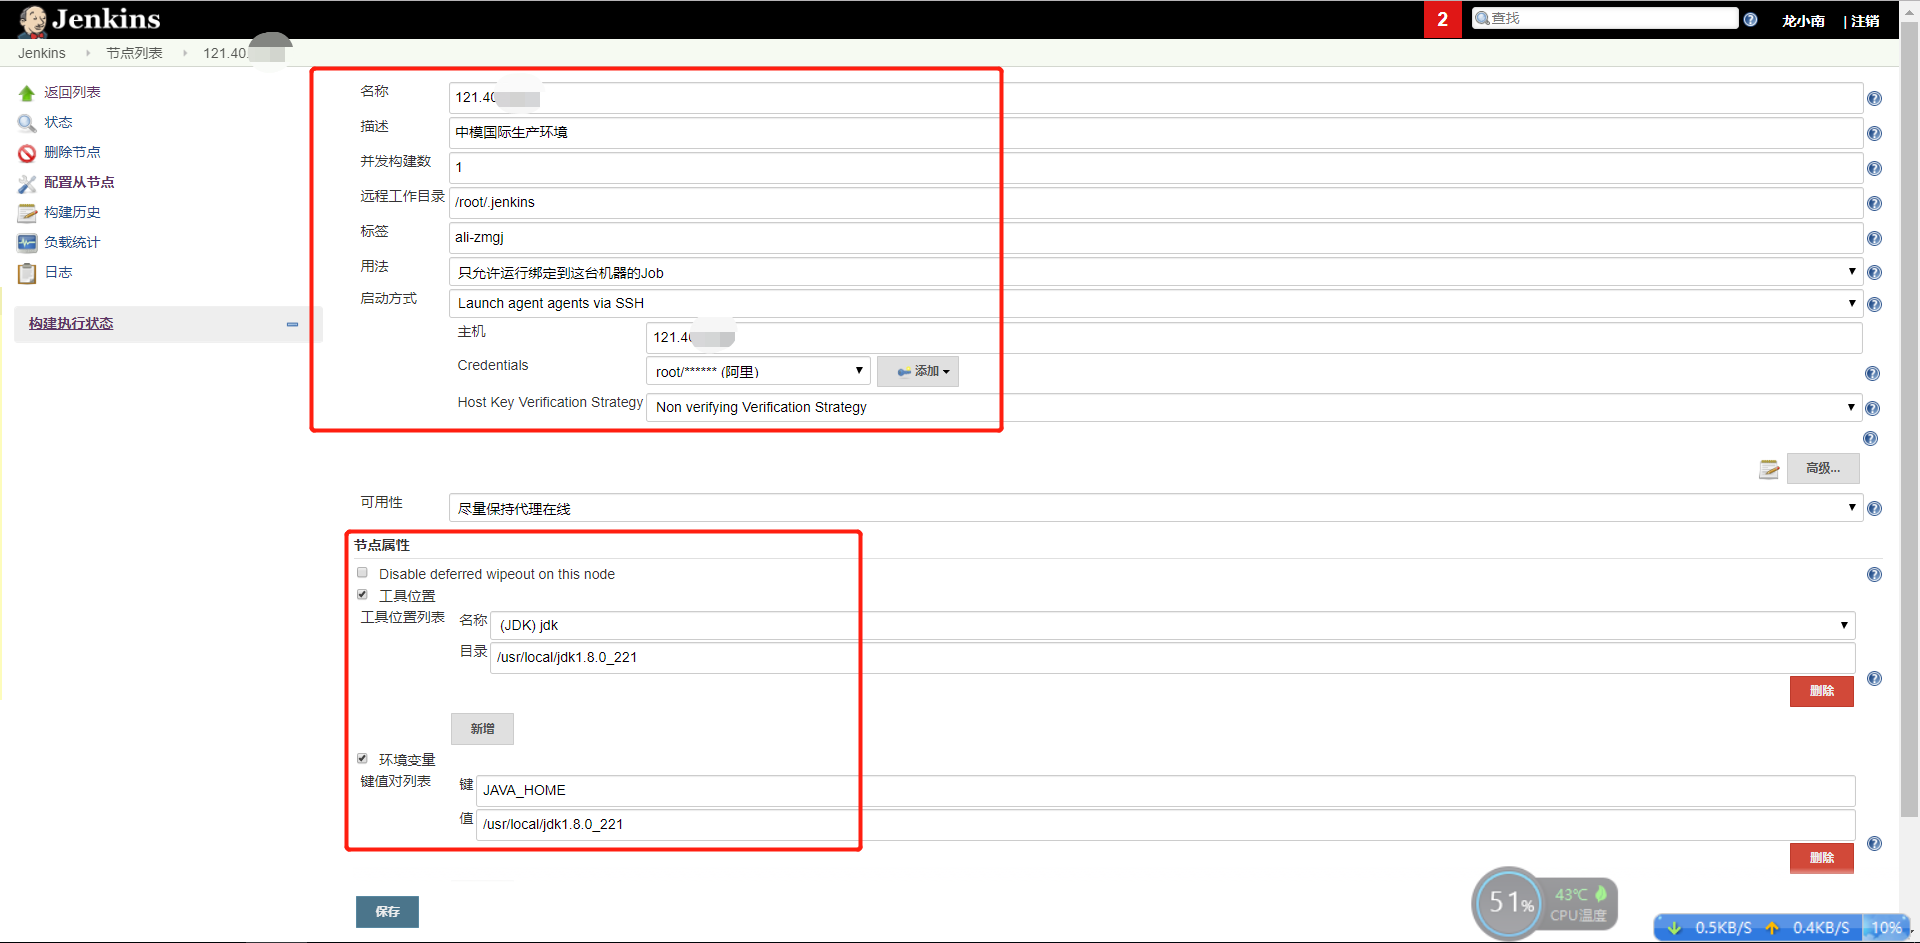 Jenkins
2
查找
龙小南
| 注销
Jenkins
节点列表
121.40.
返回列表
状态
删除节点
配置从节点
构建历史
负载统计
日志
构建执行状态
名称
121.40
描述
中模国际生产环境
并发构建数
1
远程工作目录
/root/.jenkins
标签
ali-zmgj
用法
只允许运行绑定到这台机器的Job
启动方式
Launch agent agents via SSH
主机
121.40
Credentials
root/****** (阿里)
添加
Host Key Verification Strategy
Non verifying Verification Strategy
高级...
可用性
尽量保持代理在线
节点属性
Disable deferred wipeout on this node
工具位置
工具位置列表
名称
(JDK) jdk
目录
/usr/local/jdk1.8.0_221
删除
新增
环境变量
键值对列表
键
JAVA_HOME
值
/usr/local/jdk1.8.0_221
删除
保存
51%
43℃
CPU温度
0.5KB/S
0.4KB/S
10%